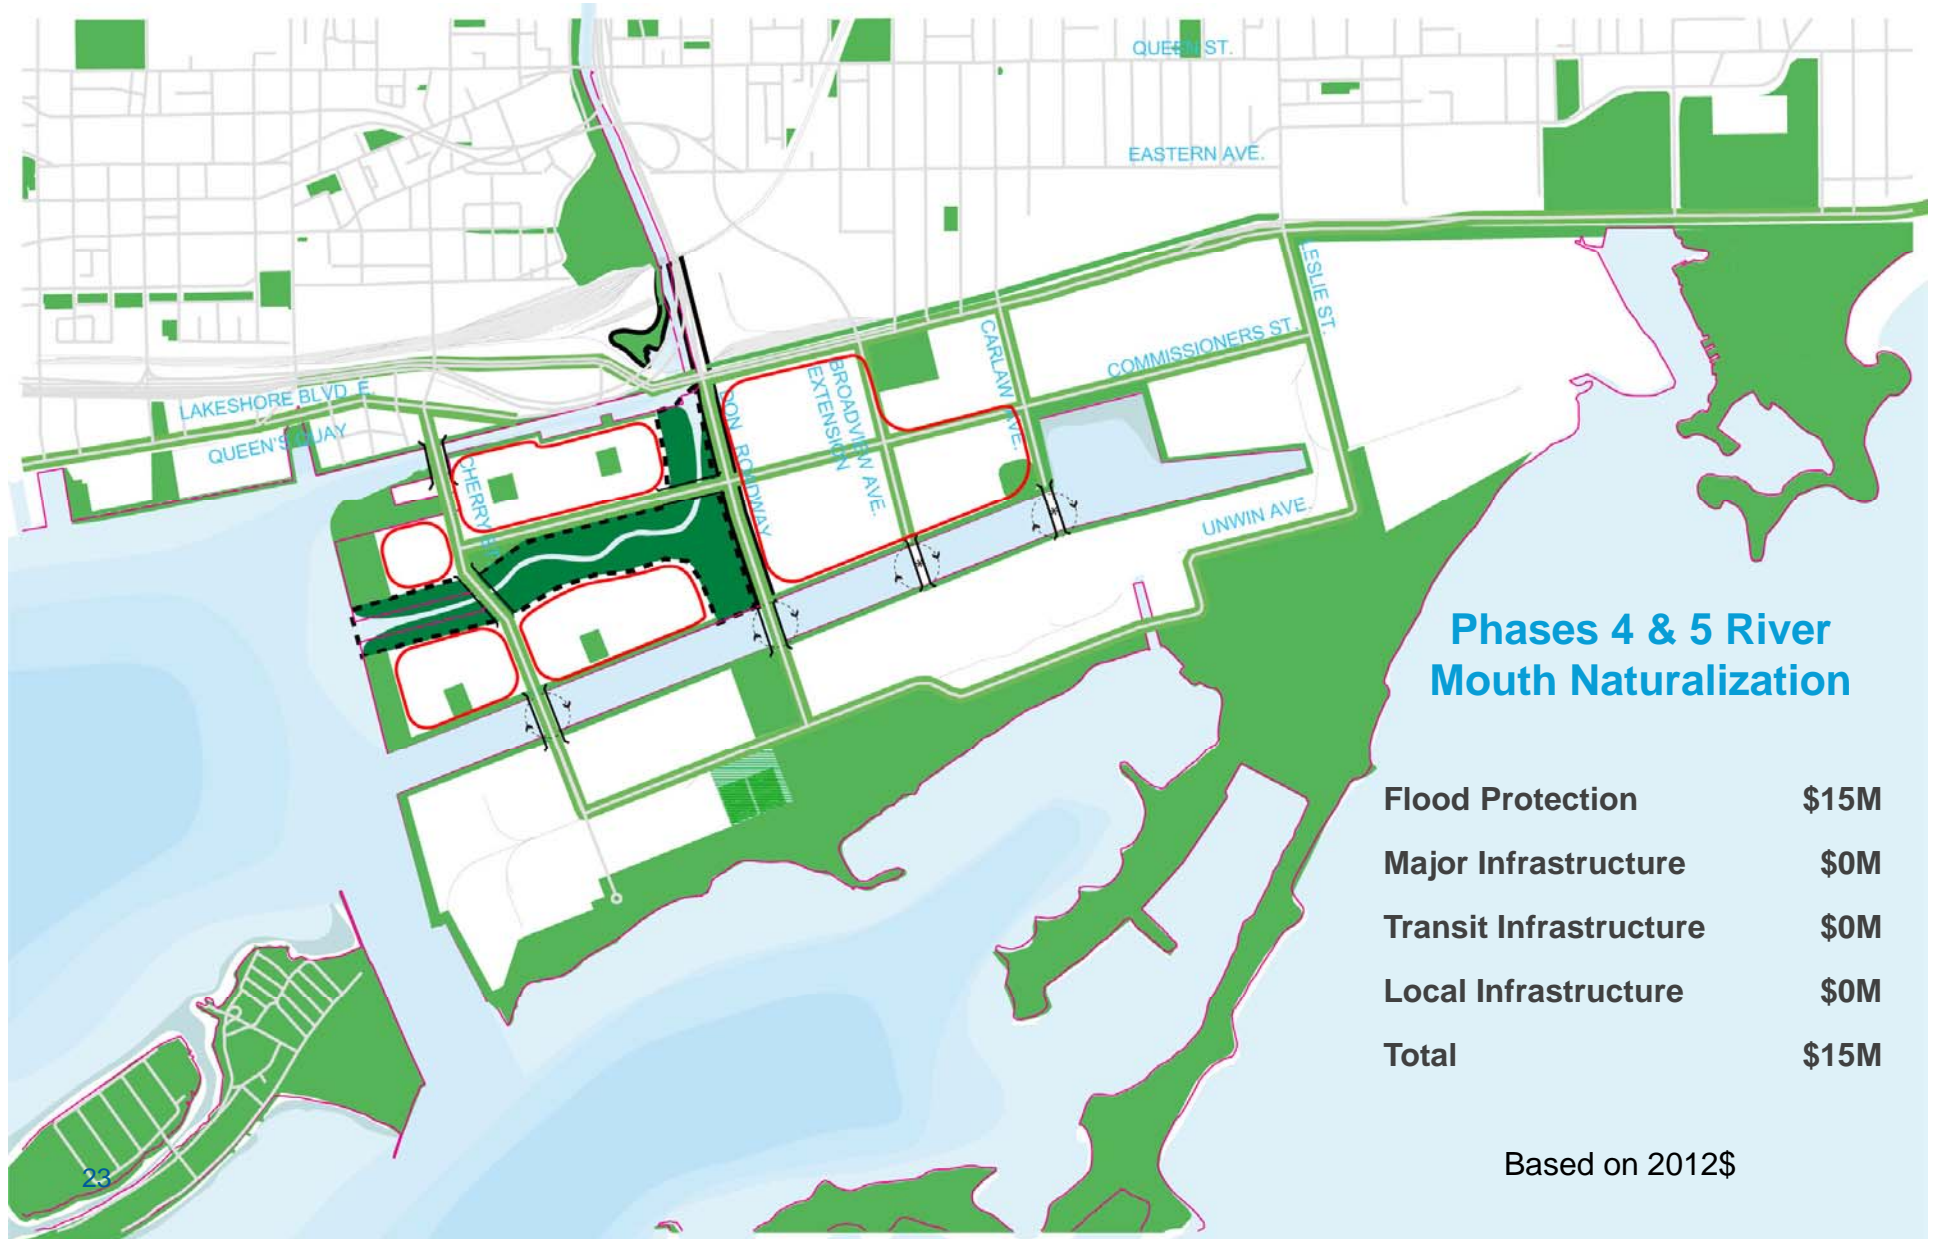 QUEEN ST.
EASTERN AVE.
LESLIE ST.
COMMISSIONERS ST.
CARLAW AVE.
BROADVIEW AVE.
EXTENSION
DON ROADWAY
LAKESHORE BLVD. E.
QUEEN'S QUAY
CHERRY ST.
UNWIN AVE.
Phases 4 & 5 River
Mouth Naturalization
Flood Protection $15M
Major Infrastructure $0M
Transit Infrastructure $0M
Local Infrastructure $0M
Total $15M
Based on 2012$
23